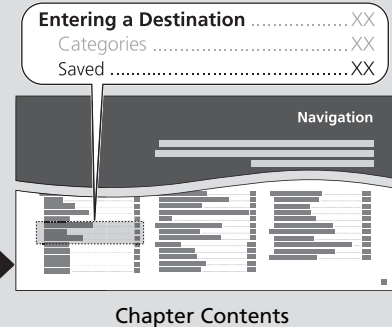 Entering a Destination ............... XX
Categories ............................... XX
Saved ....................................... XX
Navigation
Chapter Contents